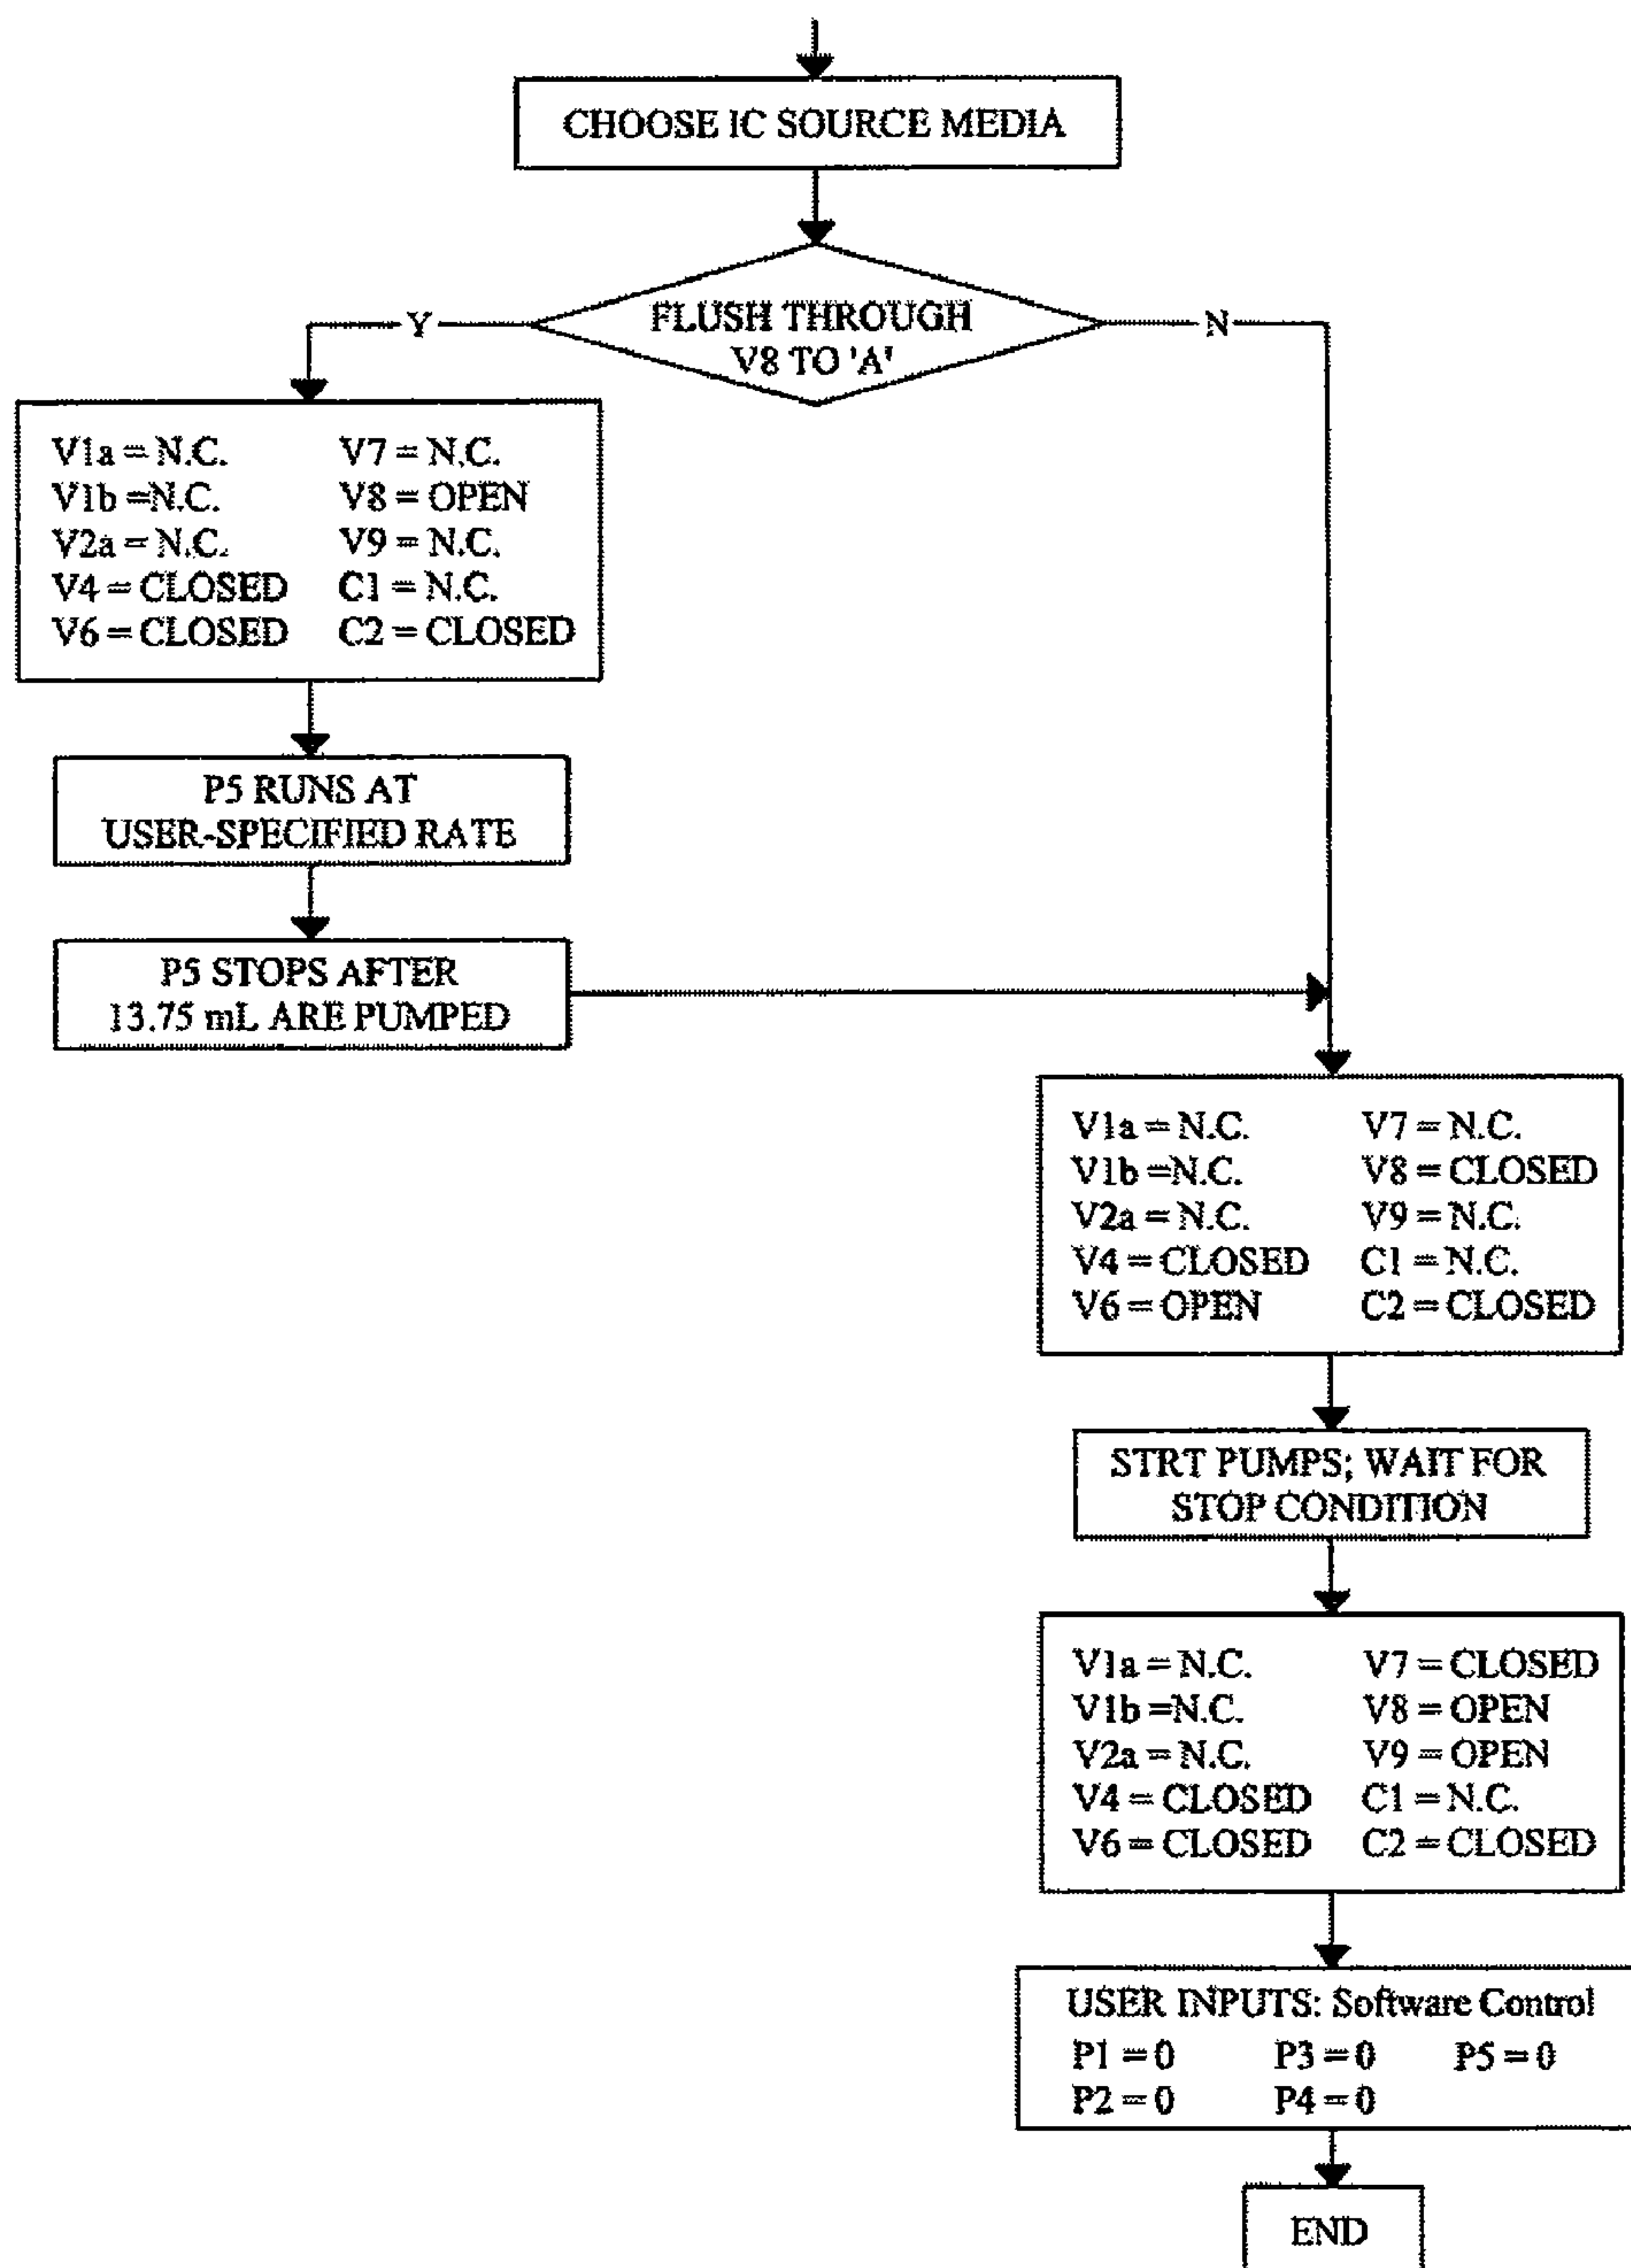 CHOOSE IC SOURCE MEDIA
FLUSH THROUGH
V8 TO 'A'
Y
N
V1a = N.C. V7 = N.C.
V1b =N.C. V8 = OPEN
V2a = N.C. V9 = N.C.
V4 = CLOSED C1 = N.C.
V6 = CLOSED C2 = CLOSED
P5 RUNS AT
USER-SPECIFIED RATE
P5 STOPS AFTER
13.75 mL ARE PUMPED
V1a = N.C. V7 = N.C.
V1b =N.C. V8 = CLOSED
V2a = N.C. V9 = N.C.
V4 = CLOSED C1 = N.C.
V6 = OPEN C2 = CLOSED
STRT PUMPS; WAIT FOR
STOP CONDITION
V1a = N.C. V7 = CLOSED
V1b =N.C. V8 = OPEN
V2a = N.C. V9 = OPEN
V4 = CLOSED C1 = N.C.
V6 = CLOSED C2 = CLOSED
USER INPUTS: Software Control
P1 = 0 P3 = 0 P5 = 0
P2 = 0 P4 = 0
END